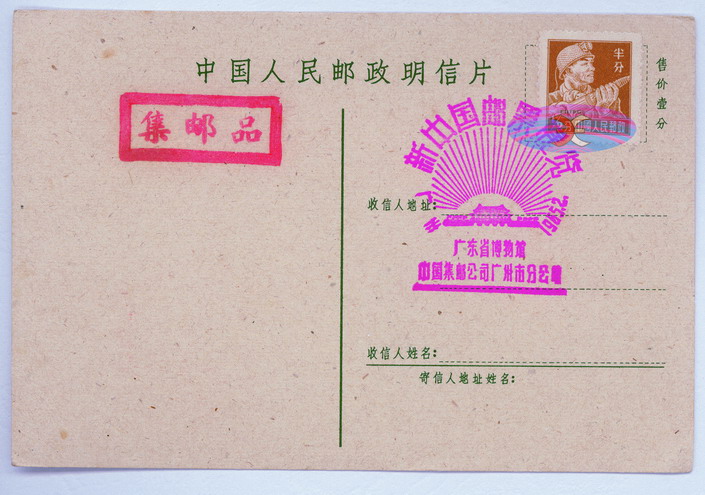 中国人民邮政明信片
集邮品
半分
中国人民邮政
售价壹分
新中国邮票展览
1965.2.
收信人地址:
广东省博物馆
中国集邮公司广州市分公司
收信人姓名:
寄信人地址姓名: